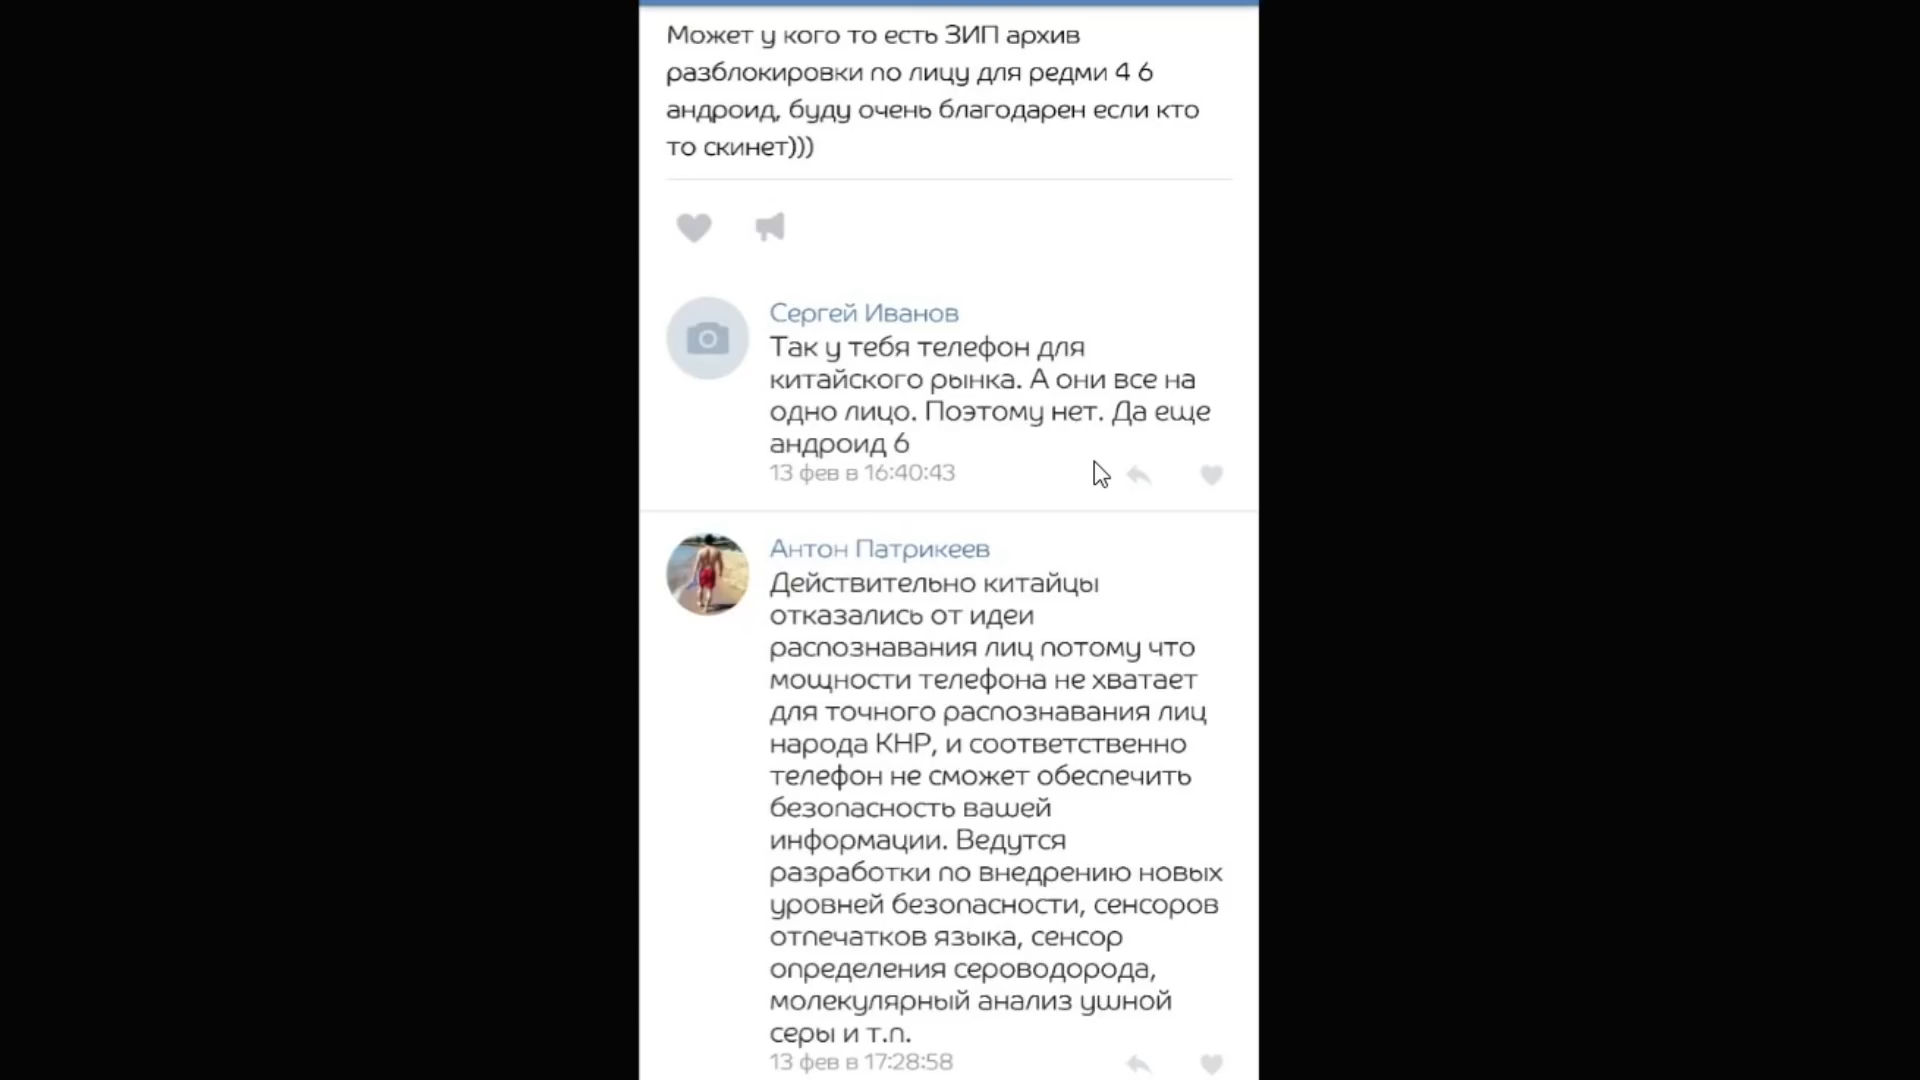 Может у кого то есть ЗИП архив
разблокировки по лицу для редми 4 6
андроид, буду очень благодарен если кто
то скинет)))
Сергей Иванов
Так у тебя телефон для
китайского рынка. А они все на
одно лицо. Поэтому нет. Да еще
андроид 6
13 фев в 16:40:43
Антон Патрикеев
Действительно китайцы
отказались от идеи
распознавания лиц потому что
мощности телефона не хватает
для точного распознавания лиц
народа КНР, и соответственно
телефон не сможет обеспечить
безопасность вашей
информации. Ведутся
разработки по внедрению новых
уровней безопасности, сенсоров
отпечатков языка, сенсор
определения сероводорода,
молекулярный анализ ушной
серы и т.п.
13 фев в 17:28:58